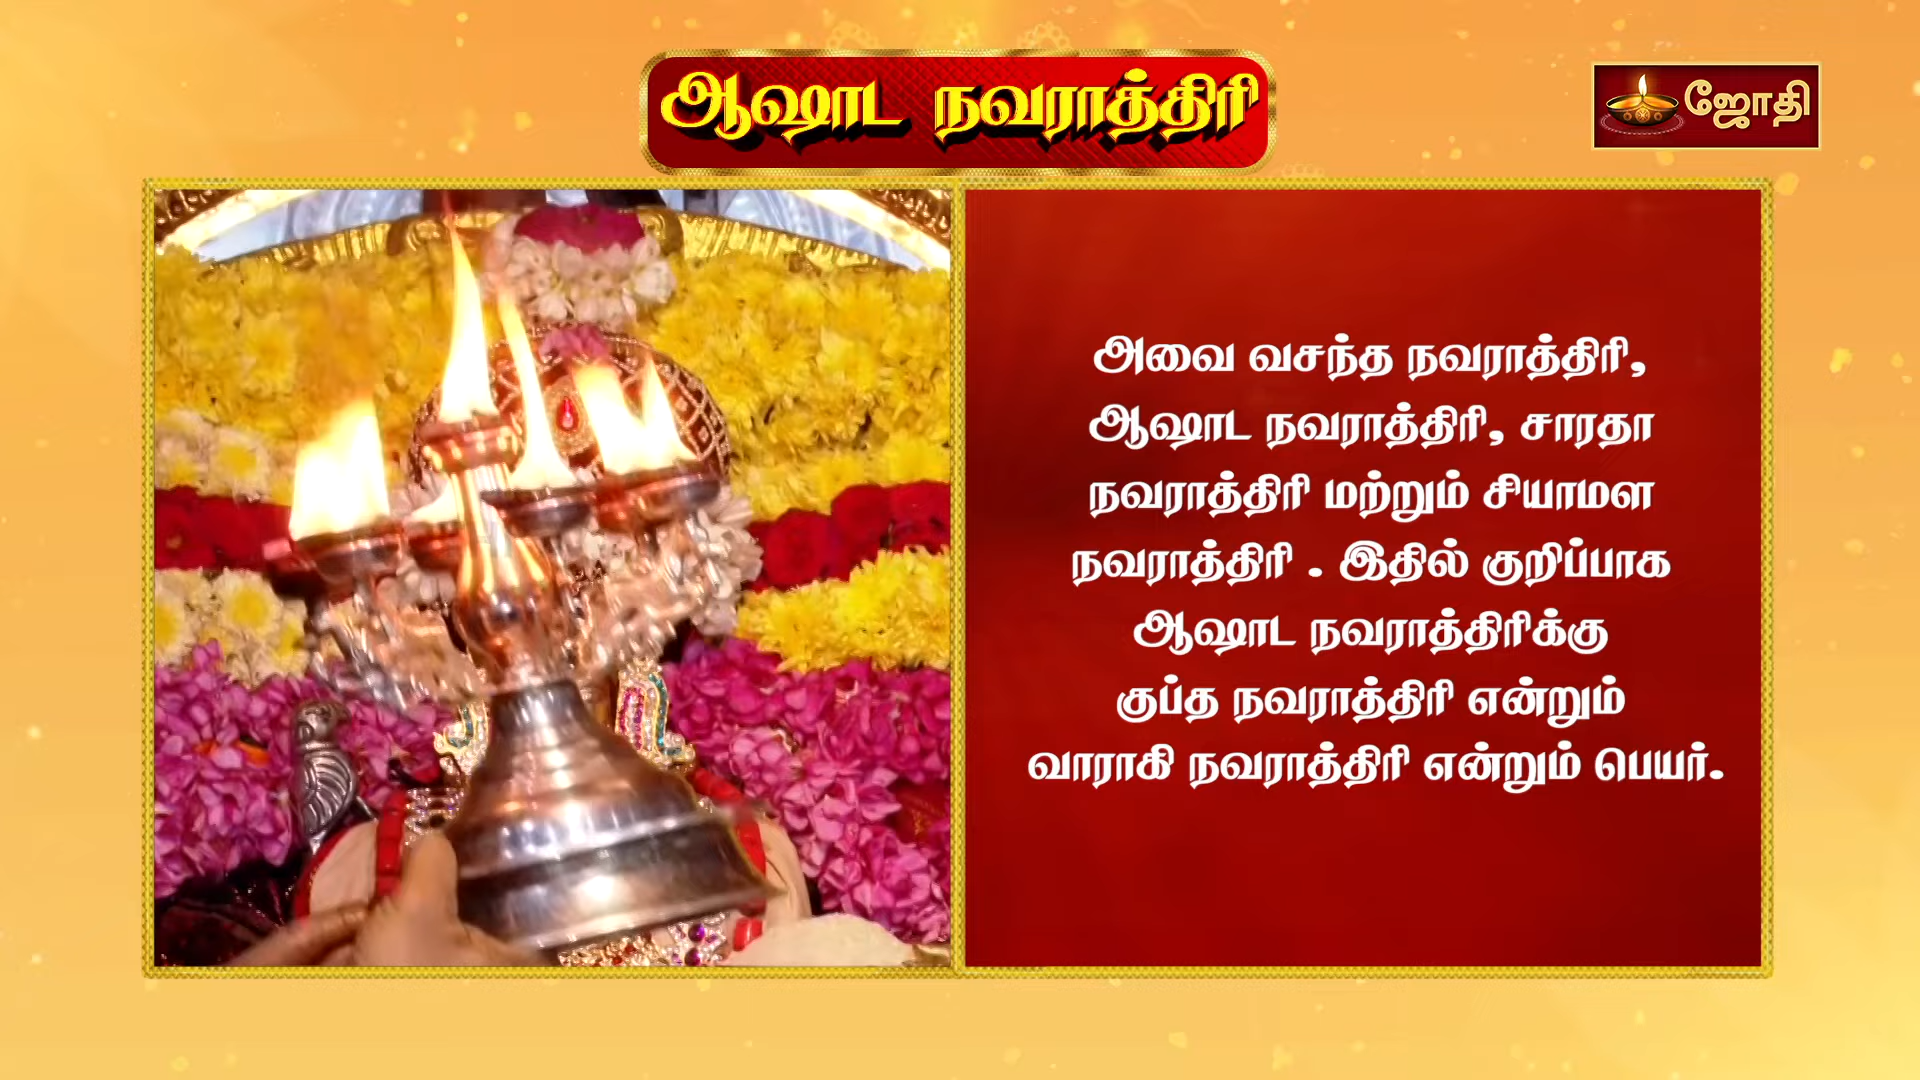 ஆஷாட நவராத்திரி
ஜோதி
அவை வசந்த நவராத்திரி,
ஆஷாட நவராத்திரி, சாரதா
நவராத்திரி மற்றும் சியாமள
நவராத்திரி . இதில் குறிப்பாக
ஆஷாட நவராத்திரிக்கு
குப்த நவராத்திரி என்றும்
வாராகி நவராத்திரி என்றும் பெயர்.